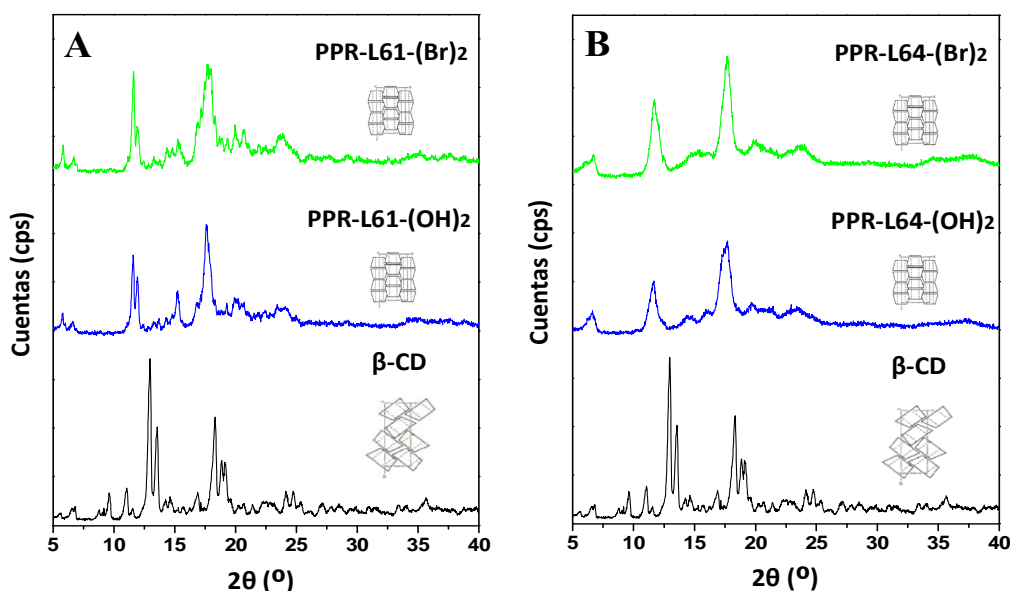 A
PPR-L61-(Br)2
PPR-L61-(OH)2
β-CD
Cuentas (cps)
5 10 15 20 25 30 35 40
2θ (º)
B
PPR-L64-(Br)2
PPR-L64-(OH)2
β-CD
Cuentas (cps)
5 10 15 20 25 30 35 40
2θ (º)